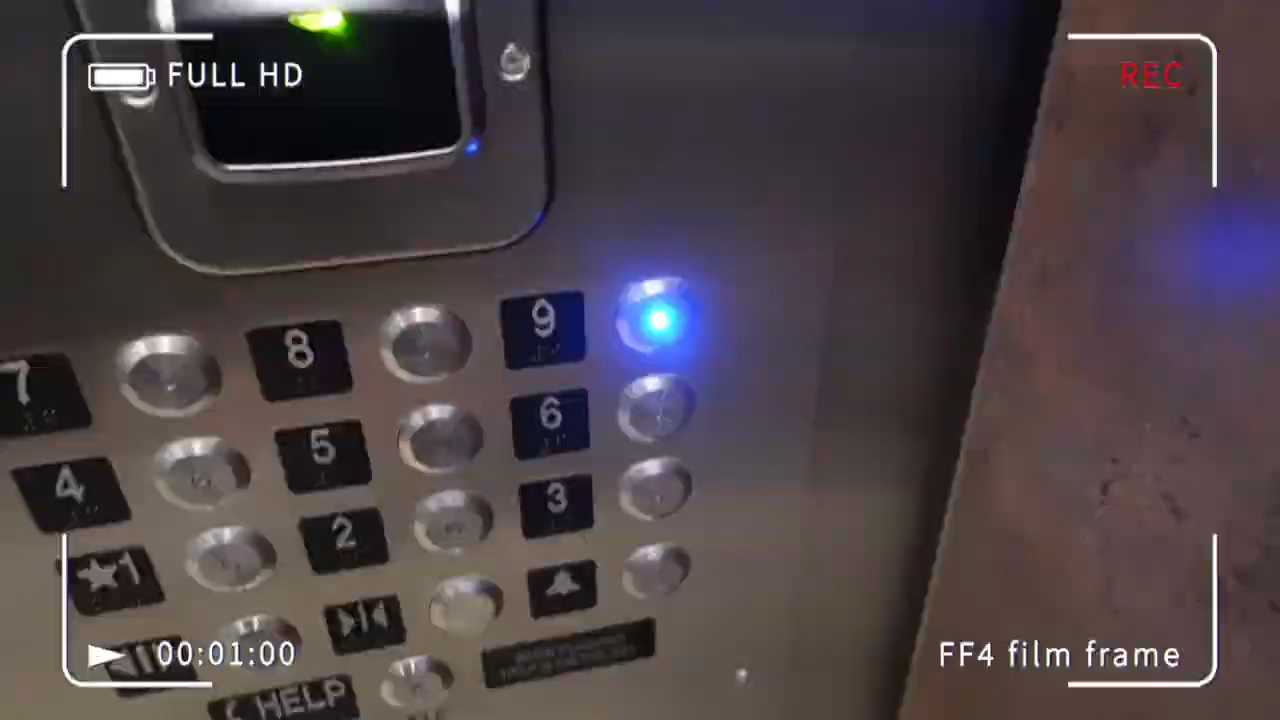 FULL HD
REC
7 8 9
4 5 6
★1 2 3
HELP
00:01:00
FF4 film frame